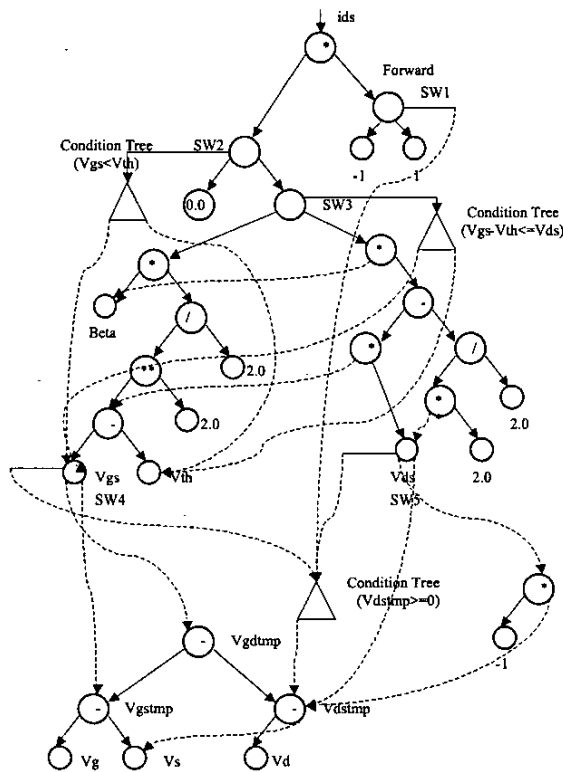 ids
*
Forward
SW1
Condition Tree
(Vgs<Vth)
SW2
-1
1
0.0
SW3
Condition Tree
(Vgs-Vth<=Vds)
*
*
Beta
/
-
**
2.0
*
/
-
2.0
*
2.0
Vgs
Vth
Vds
2.0
SW4
SW5
Condition Tree
(Vdstmp>=0)
*
-
Vgdtmp
-1
-
Vgstmp
-
Vdstmp
Vg
Vs
Vd